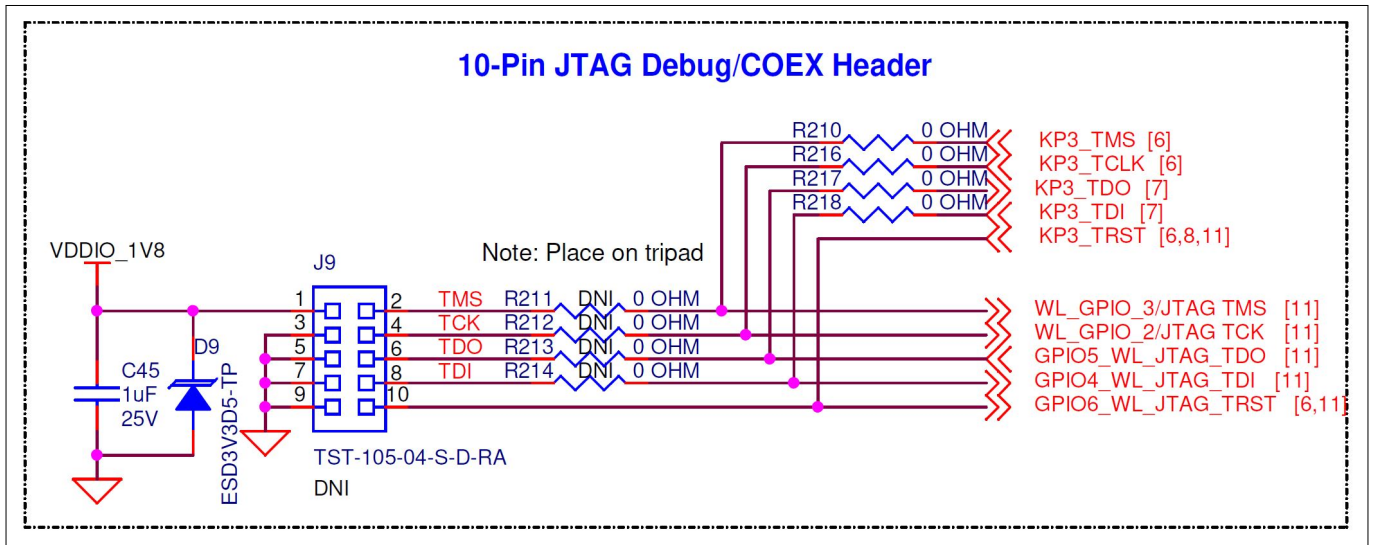 10-Pin JTAG Debug/COEX Header
R210 0 OHM KP3_TMS [6]
R216 0 OHM KP3_TCLK [6]
R217 0 OHM KP3_TDO [7]
R218 0 OHM KP3_TDI [7]
KP3_TRST [6,8,11]
VDDIO_1V8
Note: Place on tripad
J9
1 2 TMS R211 DNI 0 OHM WL_GPIO_3/JTAG TMS [11]
3 4 TCK R212 DNI 0 OHM WL_GPIO_2/JTAG TCK [11]
5 6 TDO R213 DNI 0 OHM GPIO5_WL_JTAG_TDO [11]
7 8 TDI R214 DNI 0 OHM GPIO4_WL_JTAG_TDI [11]
9 10 GPIO6_WL_JTAG_TRST [6,11]
D9
ESD3V3D5-TP
C45
1uF
25V
TST-105-04-S-D-RA
DNI